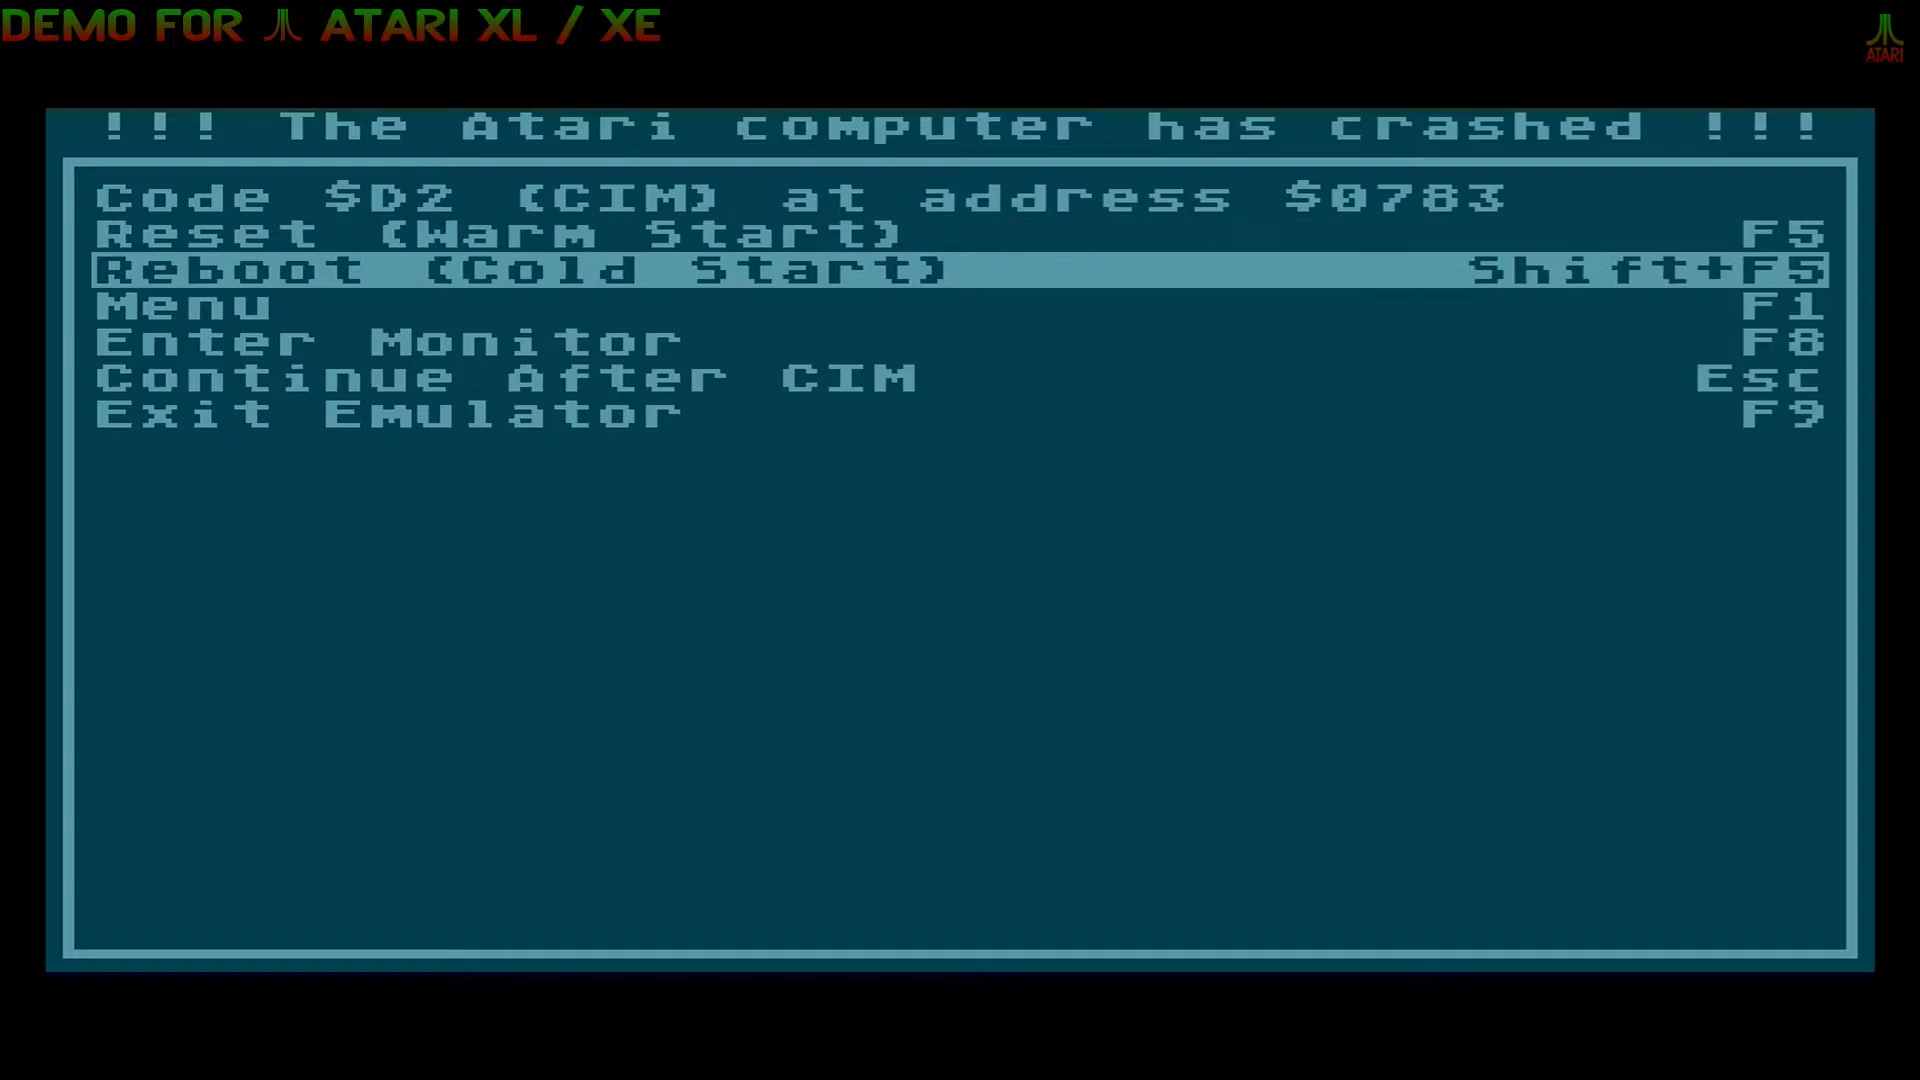 DEMO FOR ATARI XL / XE
ATARI
!!! The Atari computer has crashed !!!
Code $D2 (CIM) at address $0783
Reset (Warm Start) F5
Reboot (Cold Start) Shift+F5
Menu F1
Enter Monitor F8
Continue After CIM Esc
Exit Emulator F9